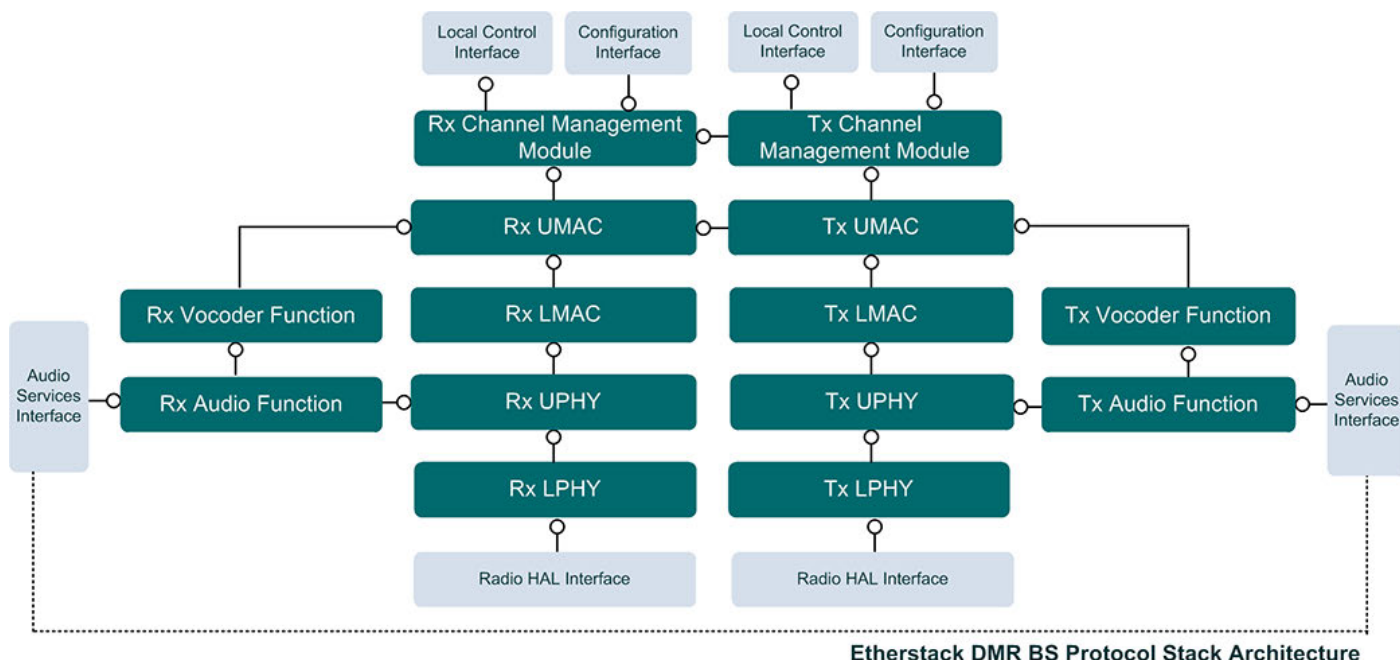 Local Control
Interface
Configuration
Interface
Local Control
Interface
Configuration
Interface
Rx Channel Management
Module
Tx Channel
Management Module
Rx UMAC
Tx UMAC
Rx Vocoder Function
Rx LMAC
Tx LMAC
Tx Vocoder Function
Audio
Services
Interface
Rx Audio Function
Rx UPHY
Tx UPHY
Tx Audio Function
Audio
Services
Interface
Rx LPHY
Tx LPHY
Radio HAL Interface
Radio HAL Interface
Etherstack DMR BS Protocol Stack Architecture